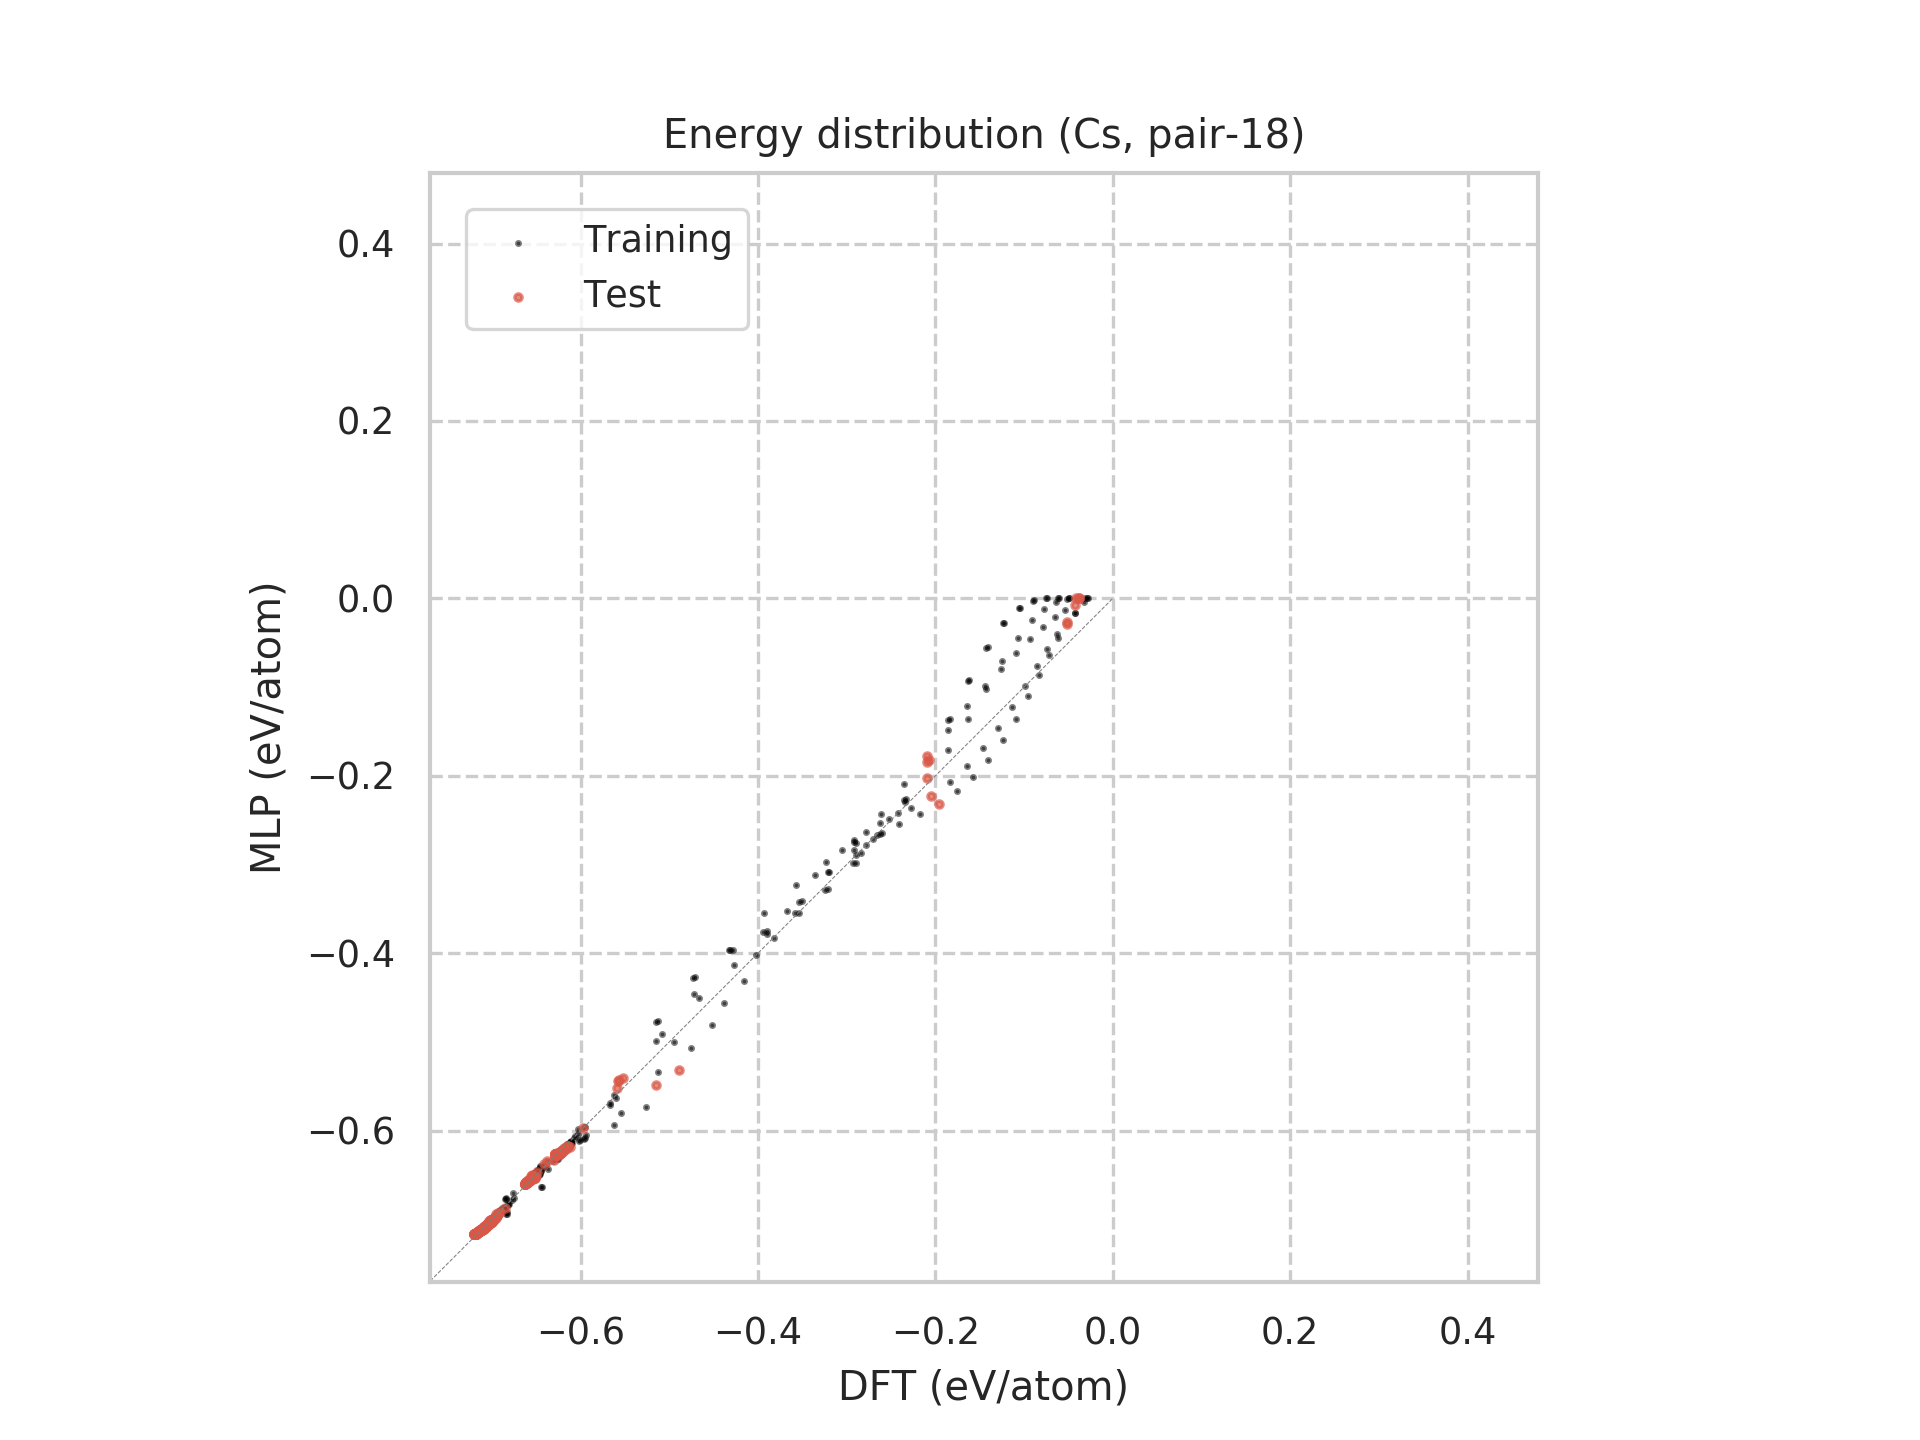 Energy distribution (Cs, pair-18)
Training
Test
0.4
0.2
0.0
−0.2
−0.4
−0.6
MLP (eV/atom)
−0.6 −0.4 −0.2 0.0 0.2 0.4
DFT (eV/atom)